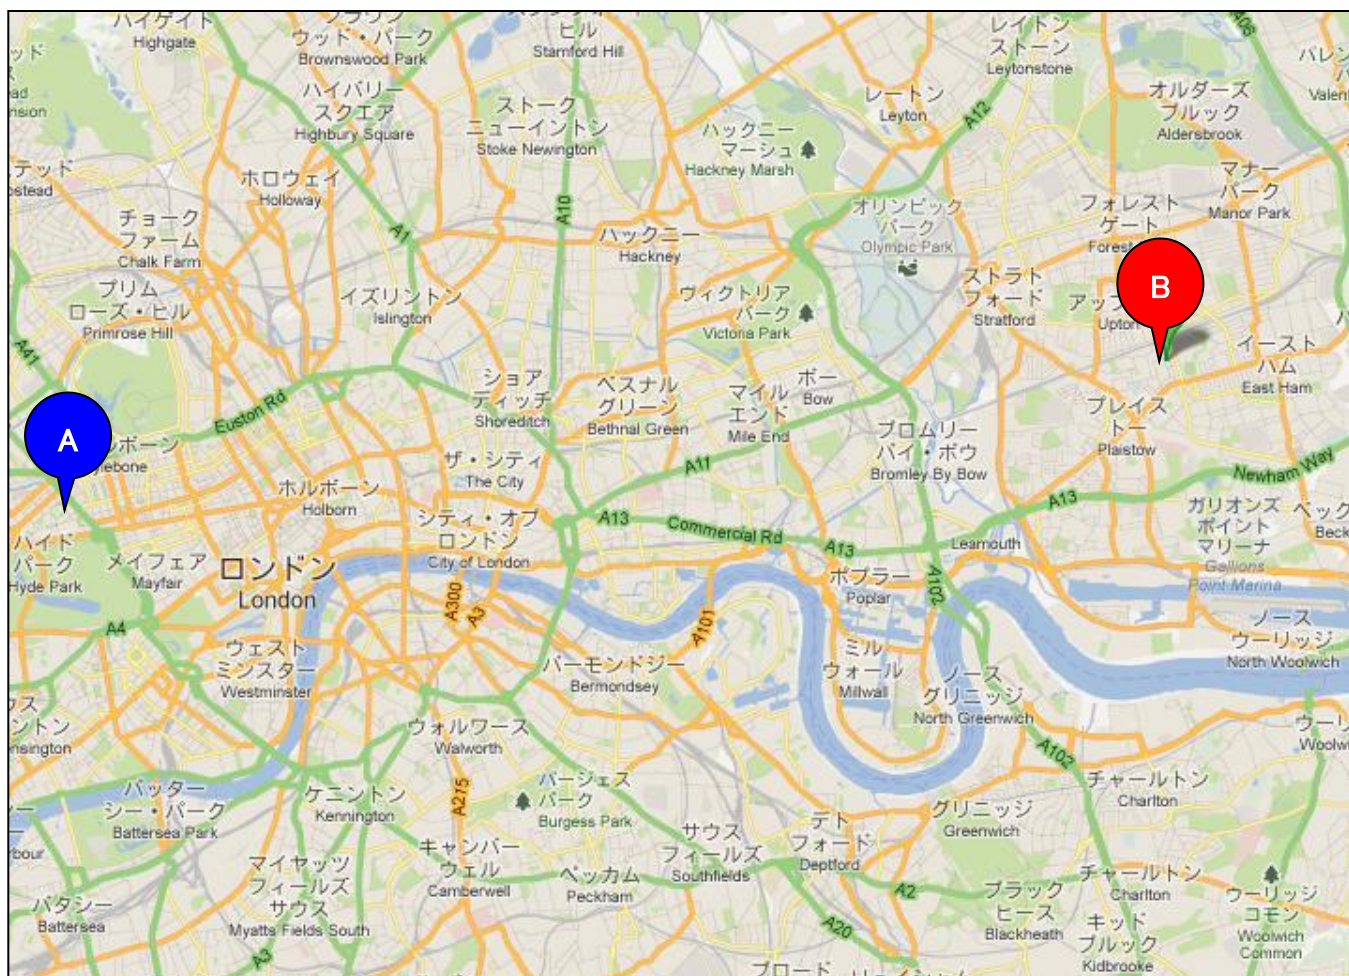 ハイゲイト
Highgate
ウッド・パーク
Brownswood Park
ヒル
Stamford Hill
レイトン
ストーン
Leytonstone
ハイバリー
スクエア
Highbury Square
ストーク
ニューイントン
Stoke Newington
ハックニー
マーシュ
Hackney Marsh
レートン
Leyton
A12
オルダーズ
ブルック
Aldersbrook
ホロウェイ
Holloway
A10
マナー
パーク
Manor Park
チョーク
ファーム
Chalk Farm
A1
ハックニー
Hackney
オリンピック
パーク
Olympic Park
フォレスト
ゲート
プリム
ローズ・ヒル
Primrose Hill
イズリントン
Islington
ヴィクトリア
パーク
Victoria Park
ストラト
フォード
Stratford
Upton
B
A41
Euston Rd
ショア
ディッチ
Shoreditch
ベスナル
グリーン
Bethnal Green
マイル
エンド
Mile End
ボー
Bow
イースト
ハム
East Ham
プレイス
トー
Plaistow
A
ザ・シティ
The City
A11
ブロムリー
バイ・ボウ
Bromley By Bow
Newham Way
ホルボーン
Holborn
シティ・オブ
ロンドン
City of London
A13
Commercial Rd
A13
A13
Leamouth
ガリオンズ
ポイント
マリーナ
Gallions
Point Marina
ハイド
パーク
Hyde Park
メイフェア
Mayfair
ロンドン
London
A300
A3
A101
ポプラー
Poplar
A102
A4
ウェスト
ミンスター
Westminster
バーモンドジー
Bermondsey
ミル
ウォール
Millwall
ノース
グリニッジ
North Greenwich
ノース
ウーリッジ
North Woolwich
ウォルワース
Walworth
A102
バッター
シー・パーク
Battersea Park
ケニントン
Kennington
A215
バージェス
パーク
Burgess Park
チャールトン
Charlton
グリニッジ
Greenwich
マイヤッツ
フィールズ
サウス
Myatts Fields South
キャンバー
ウェル
Camberwell
ペッカム
Peckham
サウス
フィールズ
Southfields
デト
フォード
Deptford
A2
ブラック
ヒース
Blackheath
チャールトン
Charlton
ウーリッジ
コモン
Woolwich
Common
バタシー
Battersea
A3
A20
キッド
ブルック
Kidbrooke